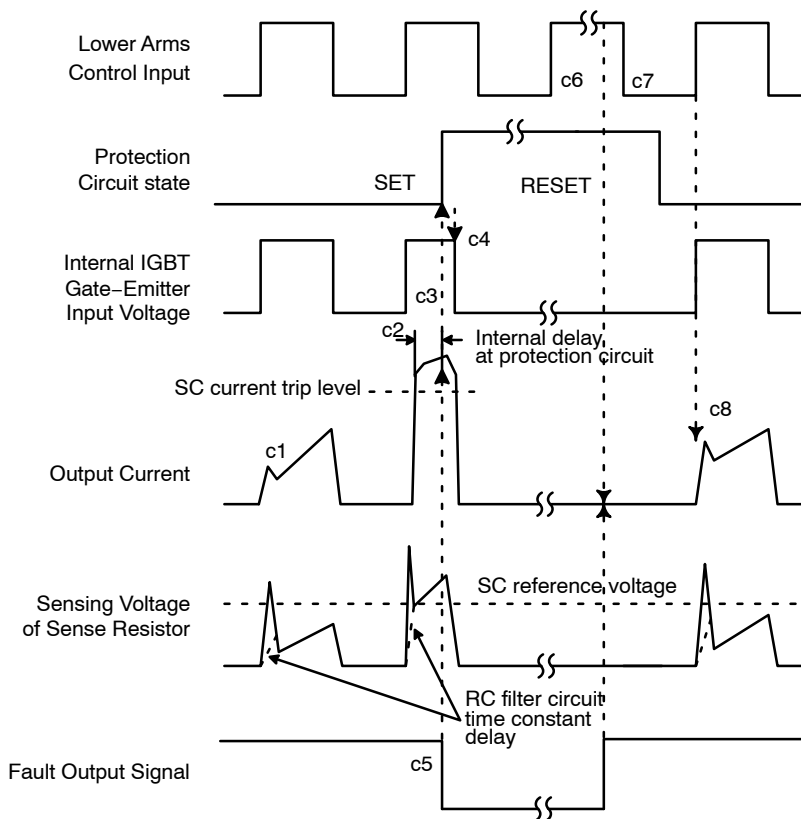 Lower Arms
Control Input
c6
c7
Protection
Circuit state
SET
RESET
c4
Internal IGBT
Gate−Emitter
Input Voltage
c3
c2
Internal delay
at protection circuit
SC current trip level
c8
c1
Output Current
SC reference voltage
Sensing Voltage
of Sense Resistor
RC filter circuit
time constant
delay
c5
Fault Output Signal